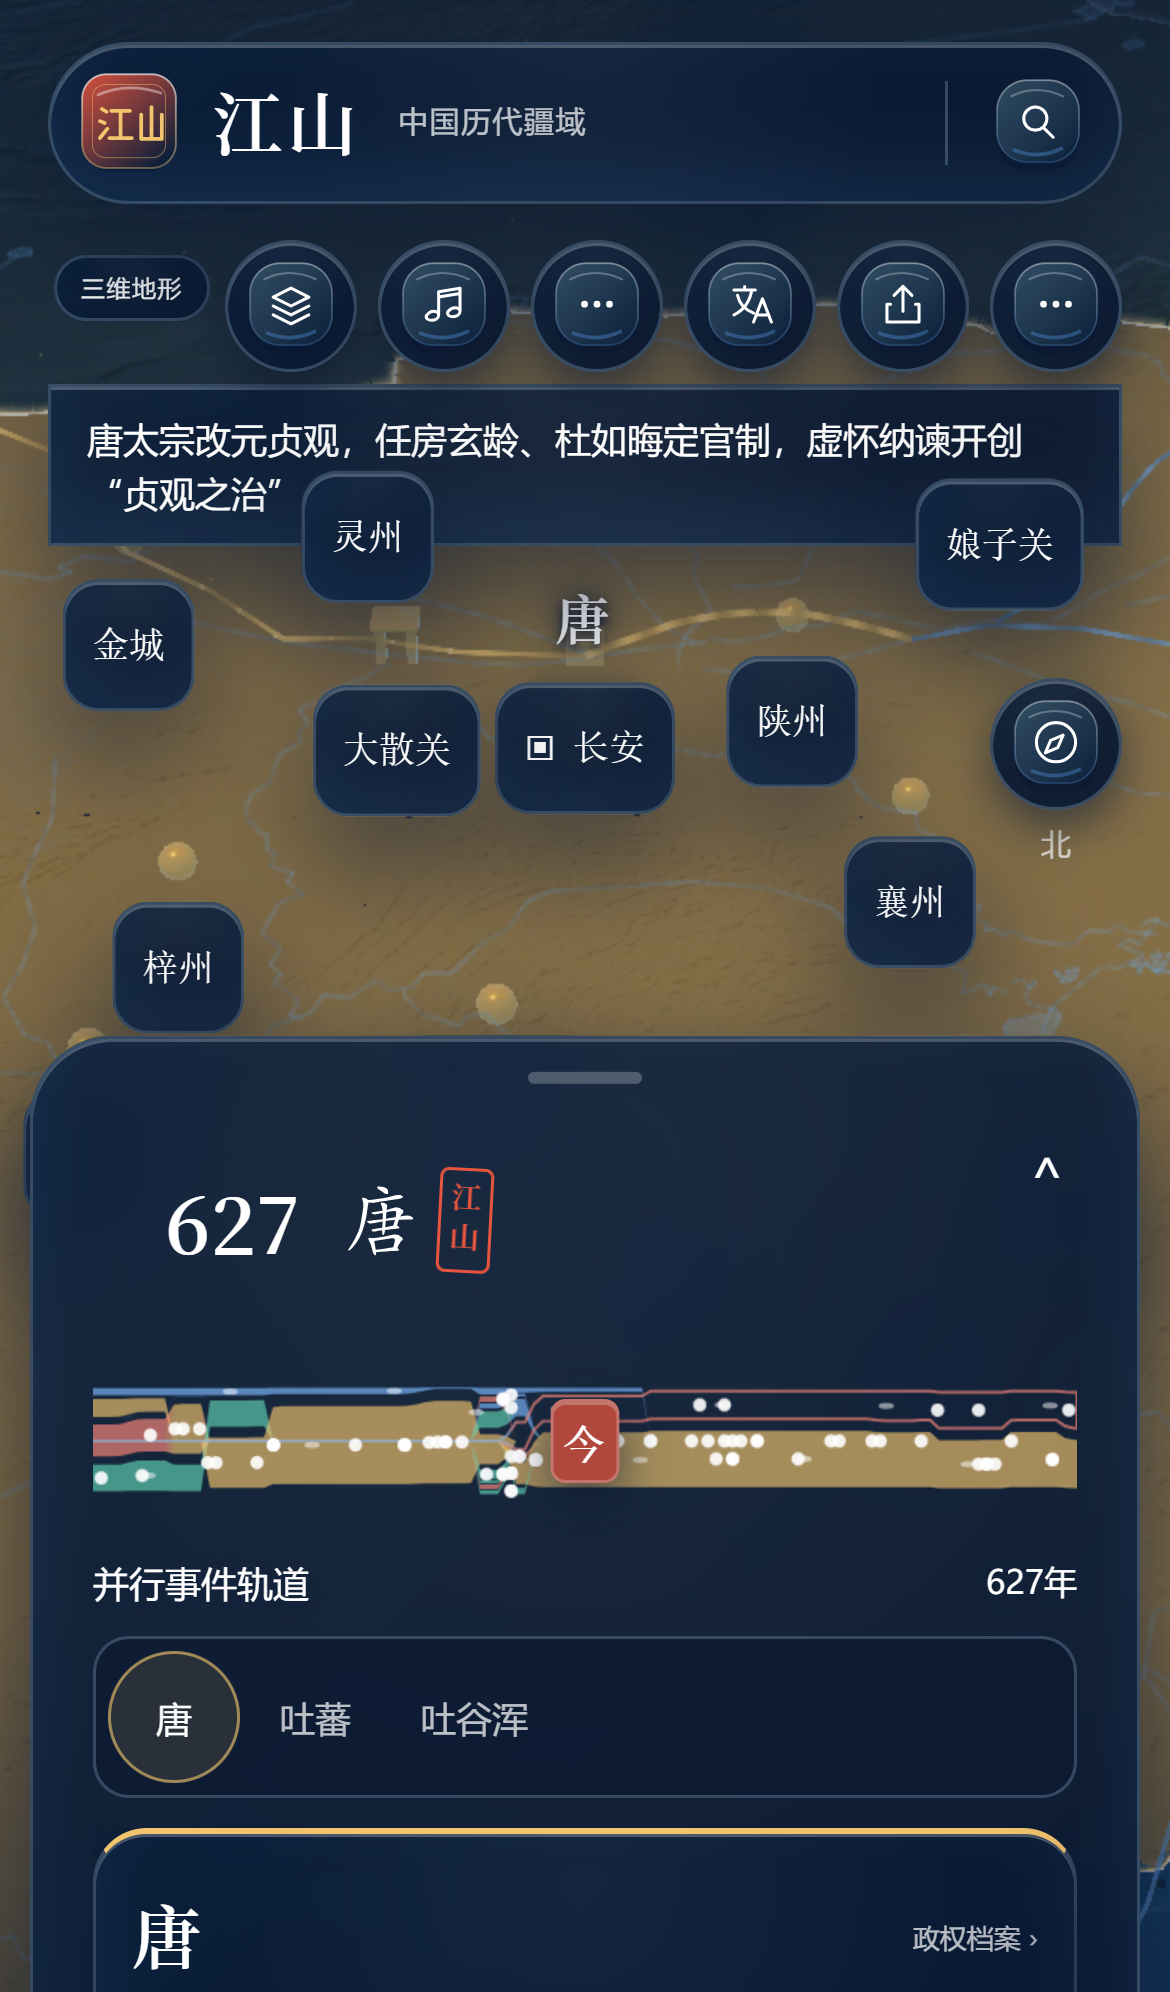 江山
江山
中国历代疆域
三维地形
文A
唐太宗改元贞观，任房玄龄、杜如晦定官制，虚怀纳谏开创
“贞观之治”
灵州
娘子关
唐
金城
大散关
长安
陕州
北
襄州
梓州
627 唐
江山
今
并行事件轨道
627年
唐
吐蕃
吐谷浑
唐
政权档案 ›